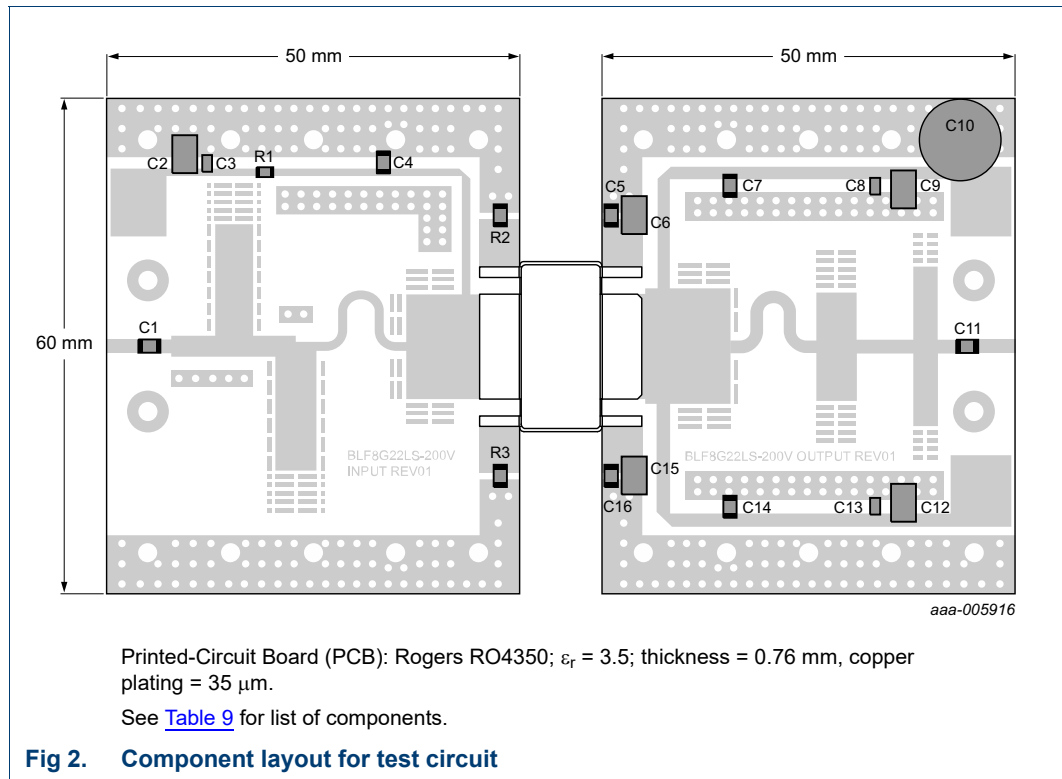 50 mm
50 mm
C10
C2
C3
R1
C4
C5
C7
C8
C9
R2
C6
C1
C11
60 mm
R3
C15
BLF8G22LS-200V
INPUT REV01
BLF8G22LS-200V OUTPUT REV01
C16
C14
C13
C12
aaa-005916
Printed-Circuit Board (PCB): Rogers RO4350; εr = 3.5; thickness = 0.76 mm, copper
plating = 35 μm.
See Table 9 for list of components.
Fig 2. Component layout for test circuit